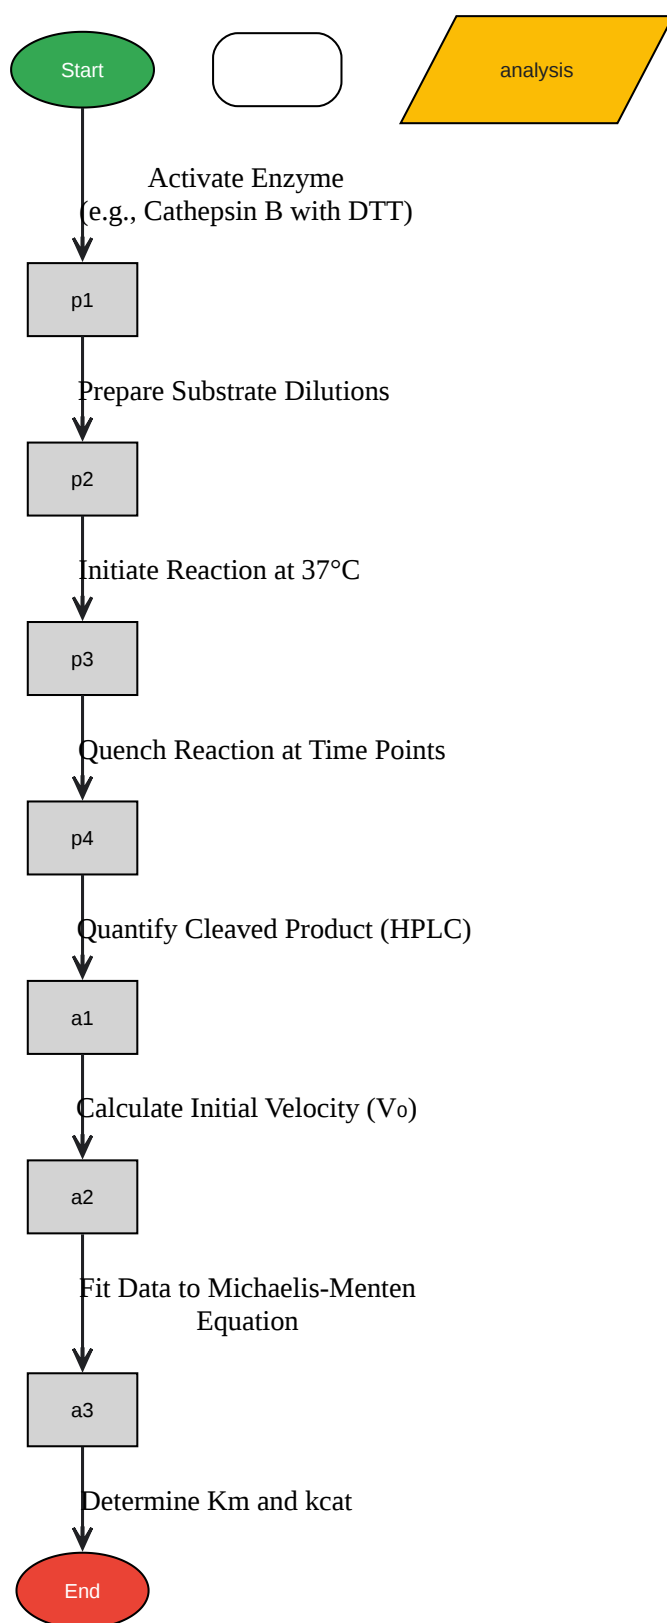 Start
analysis
Activate Enzyme
(e.g., Cathepsin B with DTT)
p1
Prepare Substrate Dilutions
p2
Initiate Reaction at 37°C
p3
Quench Reaction at Time Points
p4
Quantify Cleaved Product (HPLC)
a1
Calculate Initial Velocity (V₀)
a2
Fit Data to Michaelis-Menten
Equation
a3
Determine Km and kcat
End